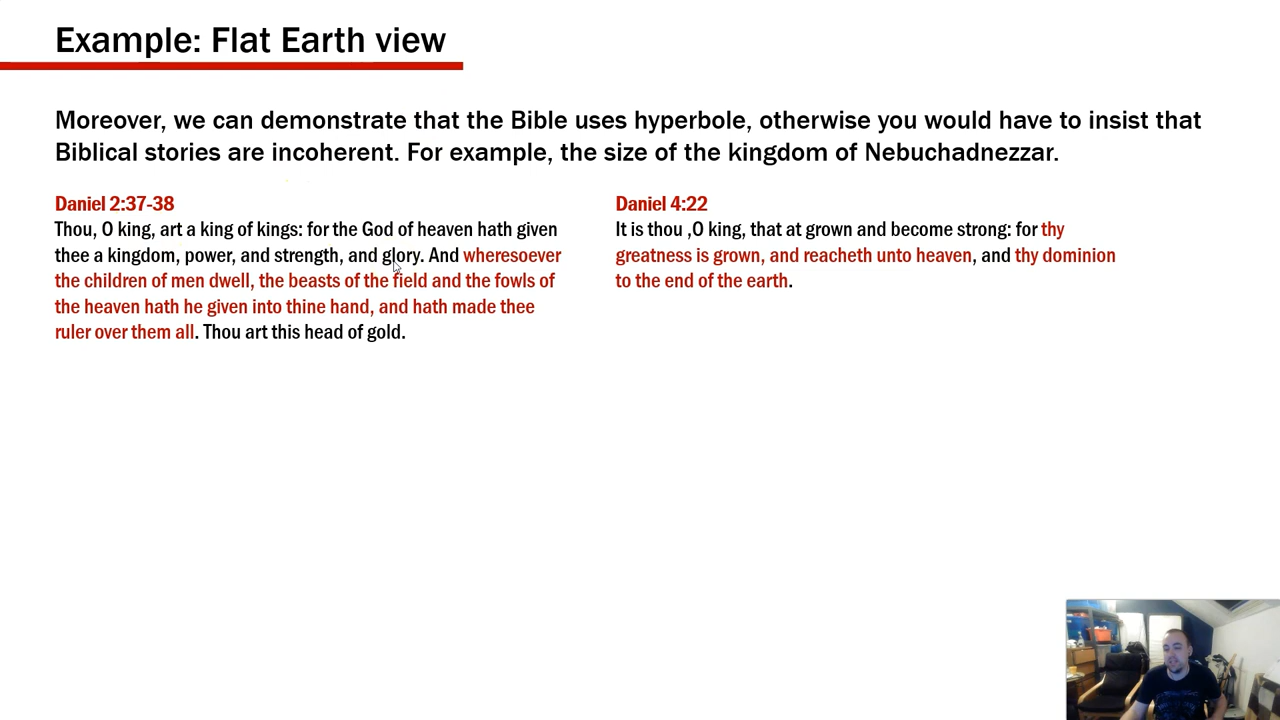 Example: Flat Earth view
Moreover, we can demonstrate that the Bible uses hyperbole, otherwise you would have to insist that
Biblical stories are incoherent. For example, the size of the kingdom of Nebuchadnezzar.
Daniel 2:37-38
Thou, O king, art a king of kings: for the God of heaven hath given
thee a kingdom, power, and strength, and glory. And wheresoever
the children of men dwell, the beasts of the field and the fowls of
the heaven hath he given into thine hand, and hath made thee
ruler over them all. Thou art this head of gold.
Daniel 4:22
It is thou ,O king, that at grown and become strong: for thy
greatness is grown, and reacheth unto heaven, and thy dominion
to the end of the earth.